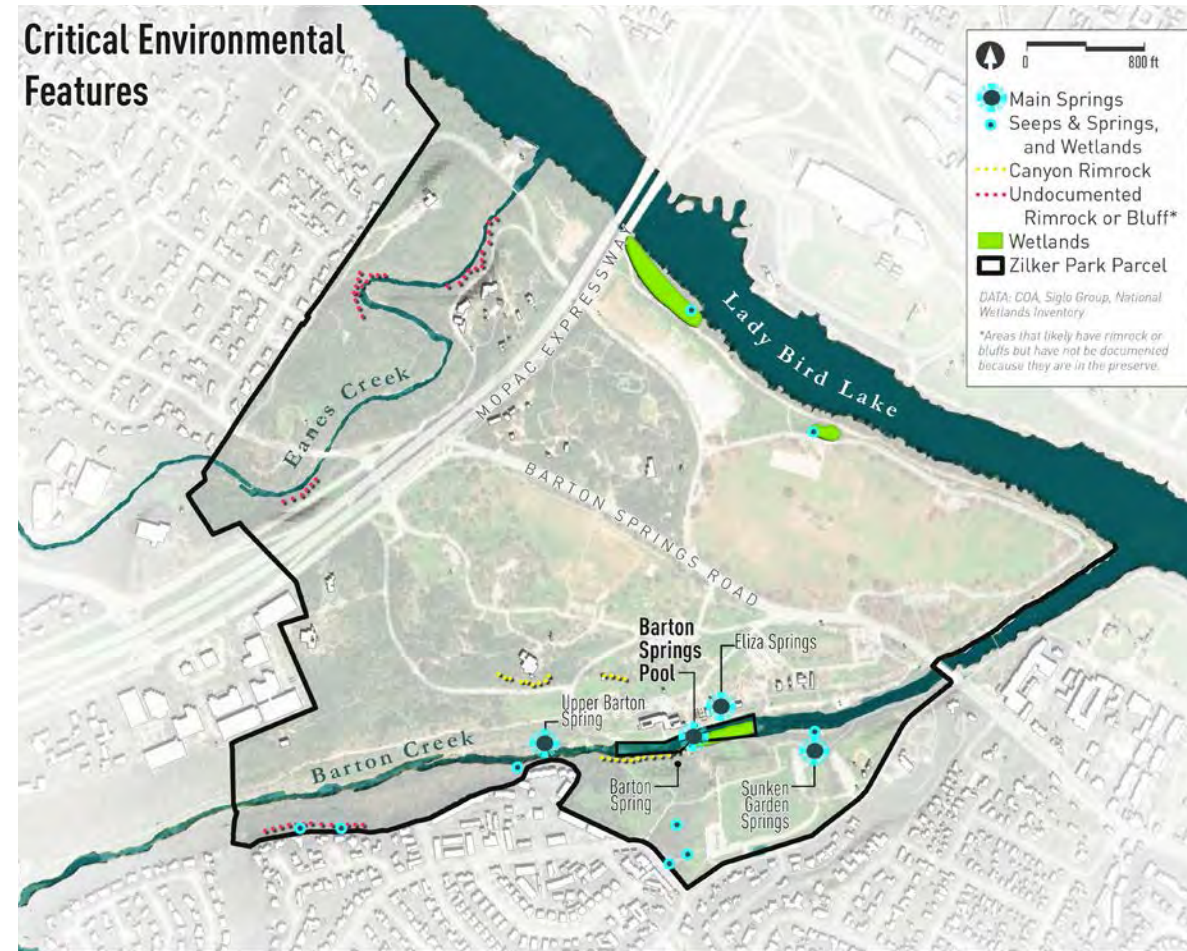 Critical Environmental
Features
0 800 ft
Main Springs
Seeps & Springs,
and Wetlands
Canyon Rimrock
Undocumented
Rimrock or Bluff*
Wetlands
Zilker Park Parcel
DATA: COA, Siglo Group, National
Wetlands Inventory
*Areas that likely have rimrock or
bluffs but have not be documented
because they are in the preserve.
MOPAC EXPRESSWAY
Lady Bird Lake
Eanes Creek
BARTON SPRINGS ROAD
Barton
Springs
Pool
Eliza Springs
Upper Barton
Spring
Barton Creek
Barton
Spring
Sunken
Garden
Springs